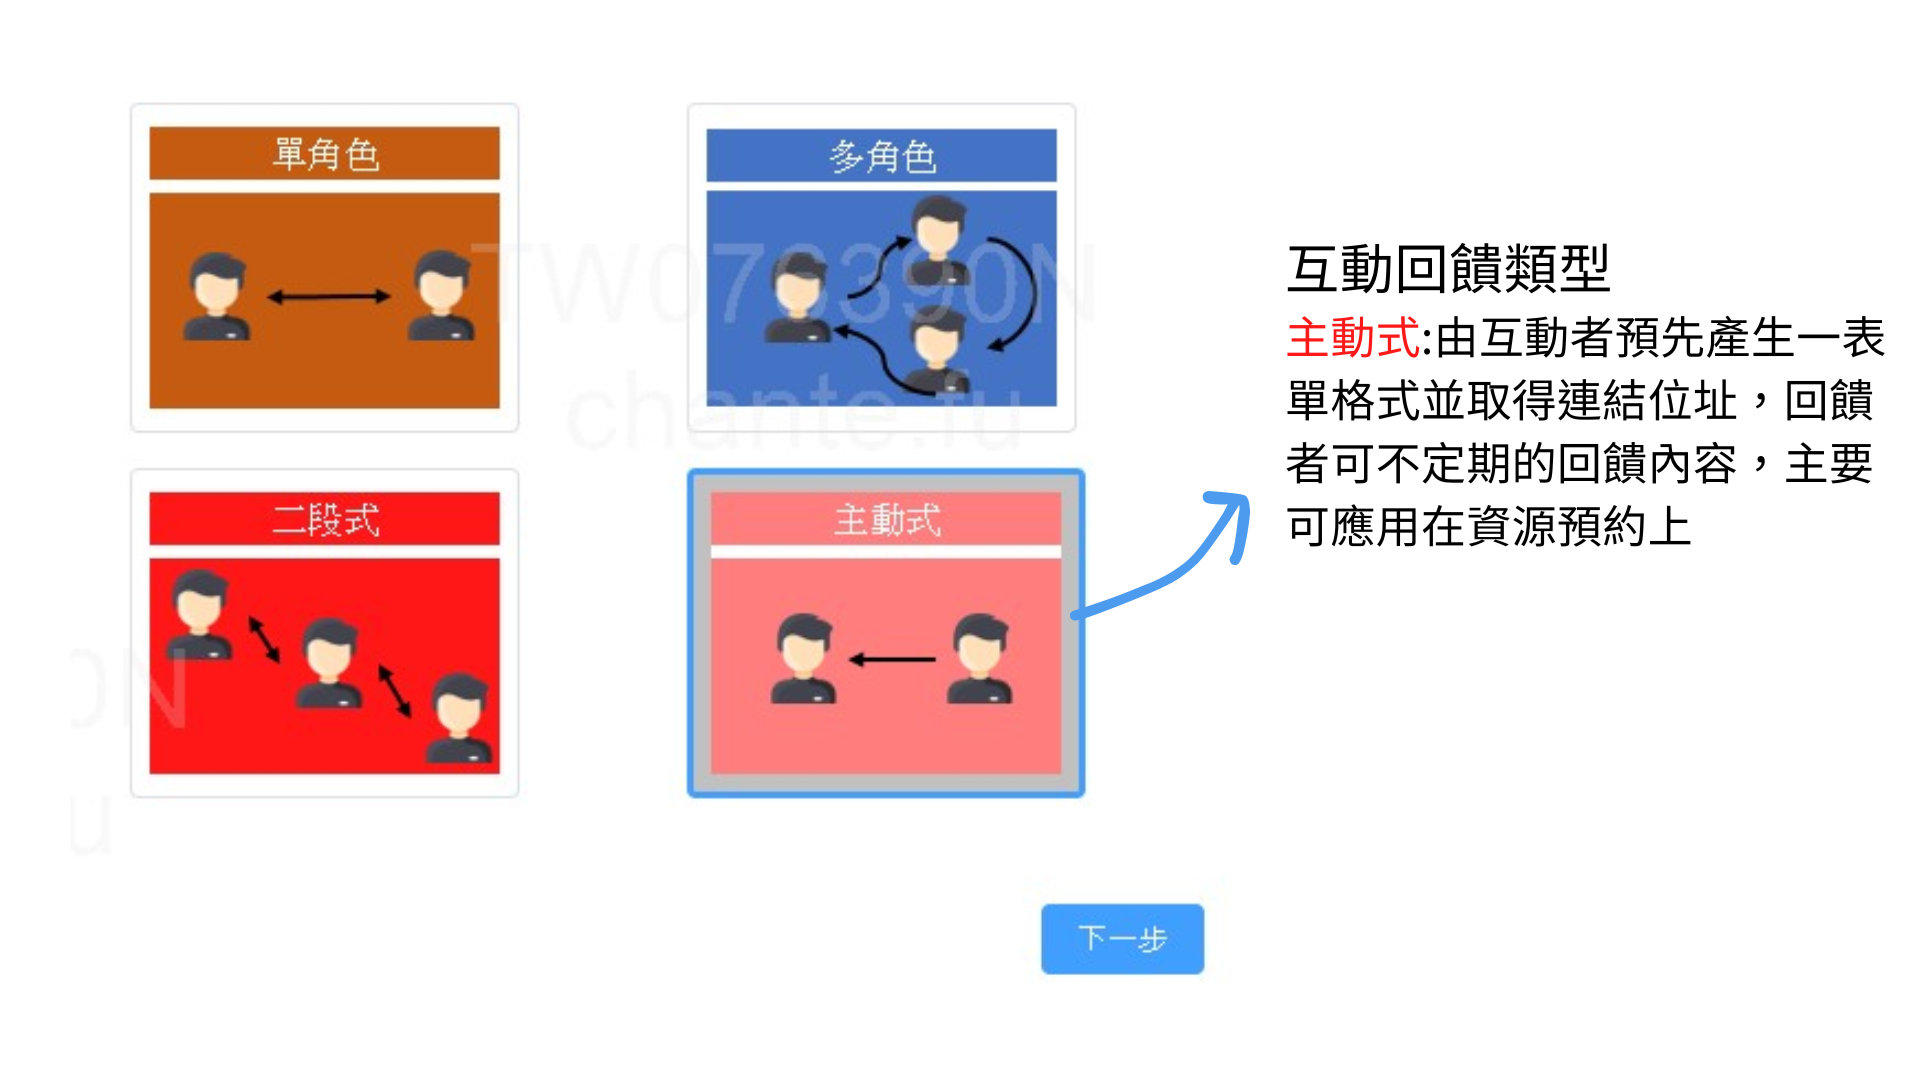 單角色
多角色
二段式
主動式
下一步
互動回饋類型
主動式:由互動者預先產生一表
單格式並取得連結位址，回饋
者可不定期的回饋內容，主要
可應用在資源預約上
TW076390N
chante.fu
0N
u